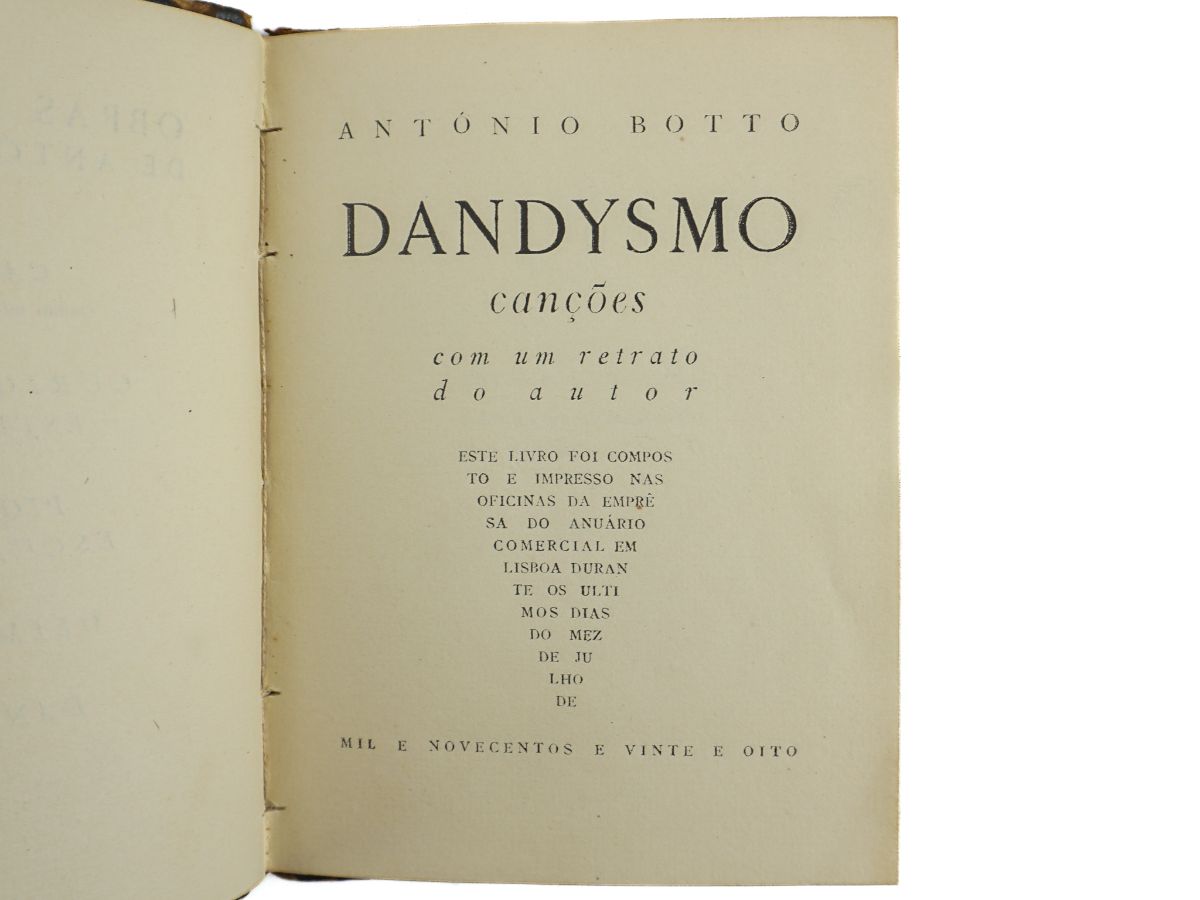 OBRAS
ANTÓNIO BOTTO
DANDYSMO
canções
com um retrato
do autor
ESTE LIVRO FOI COMPOS
TO E IMPRESSO NAS
OFICINAS DA EMPRÊ
SA DO ANUÁRIO
COMERCIAL EM
LISBOA DURAN
TE OS ULTI
MOS DIAS
DO MEZ
DE JU
LHO
DE
MIL E NOVECENTOS E VINTE E OITO